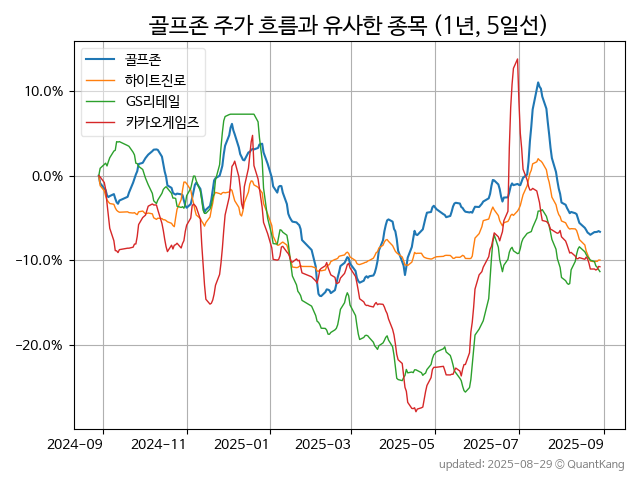 골프존 주가 흐름과 유사한 종목 (1년, 5일선)
골프존
하이트진로
GS리테일
카카오게임즈
10.0%
0.0%
−10.0%
−20.0%
2024-09 2024-11 2025-01 2025-03 2025-05 2025-07 2025-09
updated: 2025-08-29 © QuantKang